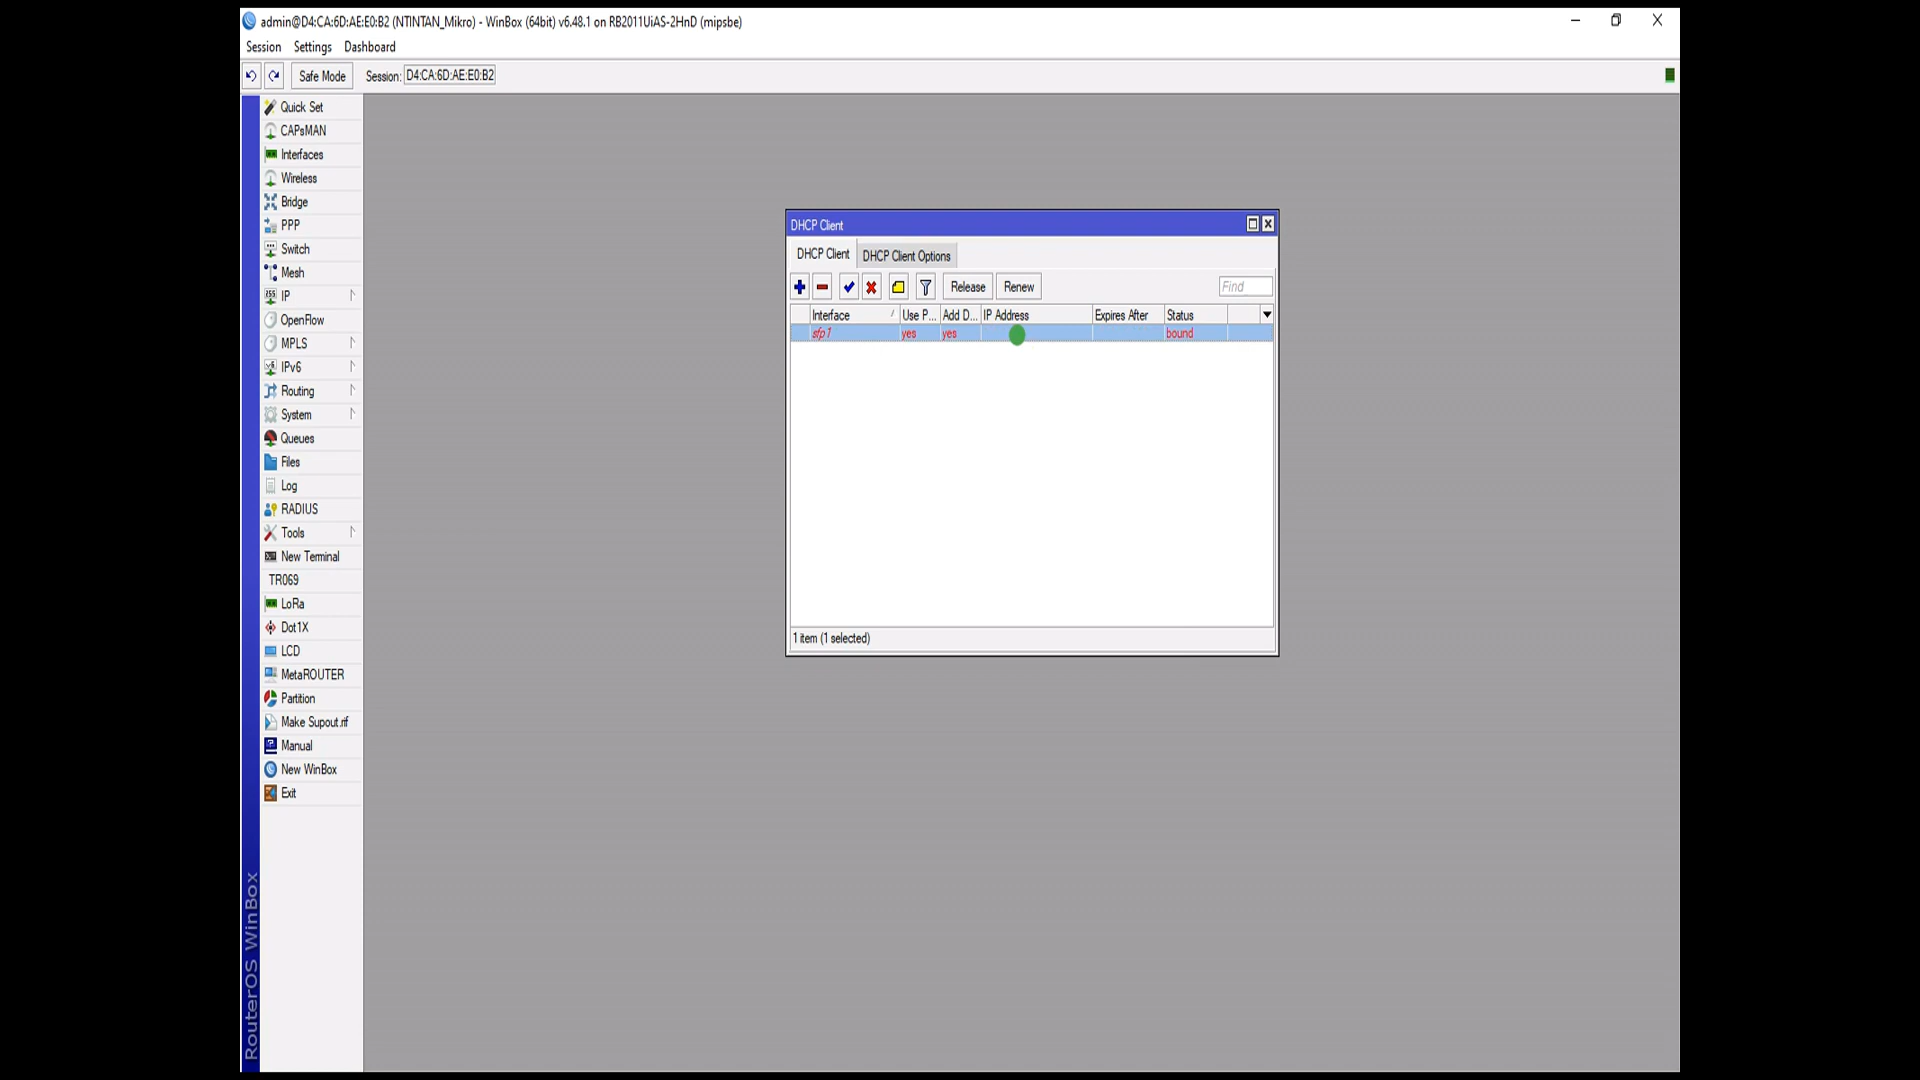 admin@D4:CA:6D:AE:E0:B2 (NTINTAN_Mikro) - WinBox (64bit) v6.48.1 on RB2011UiAS-2HnD (mipsbe)
Session Settings Dashboard
Safe Mode Session: D4:CA:6D:AE:E0:B2
Quick Set
CAPsMAN
Interfaces
Wireless
Bridge
PPP
Switch
Mesh
IP
OpenFlow
MPLS
IPv6
Routing
System
Queues
Files
Log
RADIUS
Tools
New Terminal
TR069
LoRa
Dot1X
LCD
MetaROUTER
Partition
Make Supout.rif
Manual
New WinBox
Exit
RouterOS WinBox
DHCP Client
DHCP Client DHCP Client Options
Release Renew Find
Interface Use P... Add D... IP Address Expires After Status
sfp1 yes yes bound
1 item (1 selected)